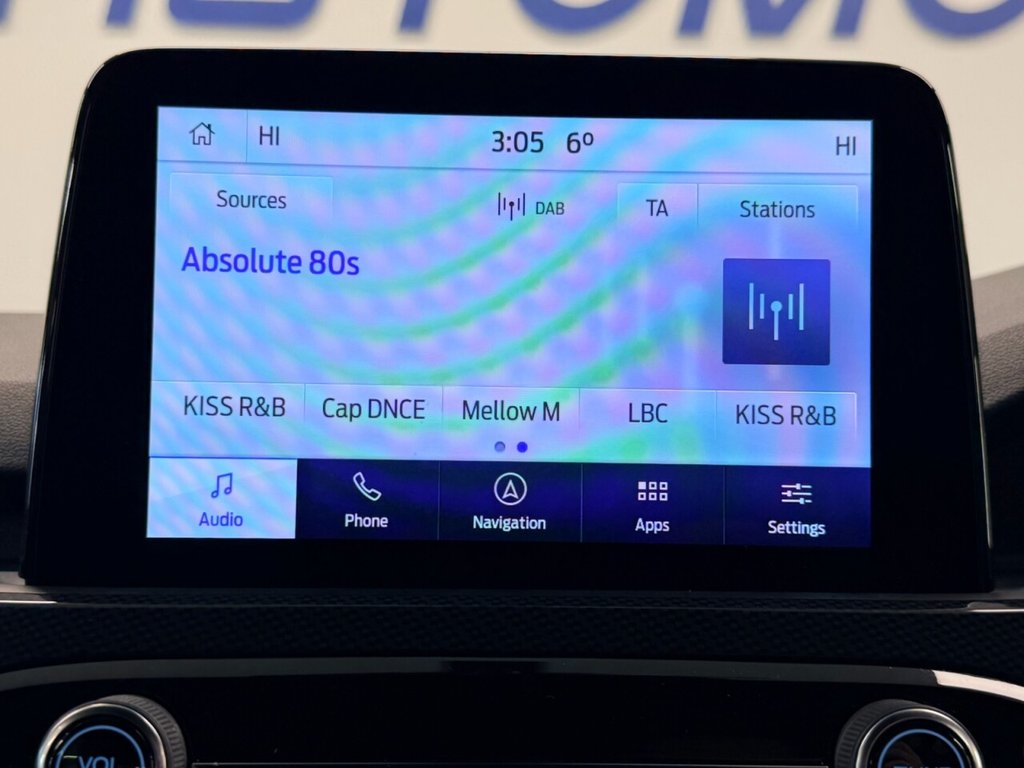 HI 3:05 6º HI
Sources DAB TA Stations
Absolute 80s
KISS R&B Cap DNCE Mellow M LBC KISS R&B
Audio Phone Navigation Apps Settings
VOL